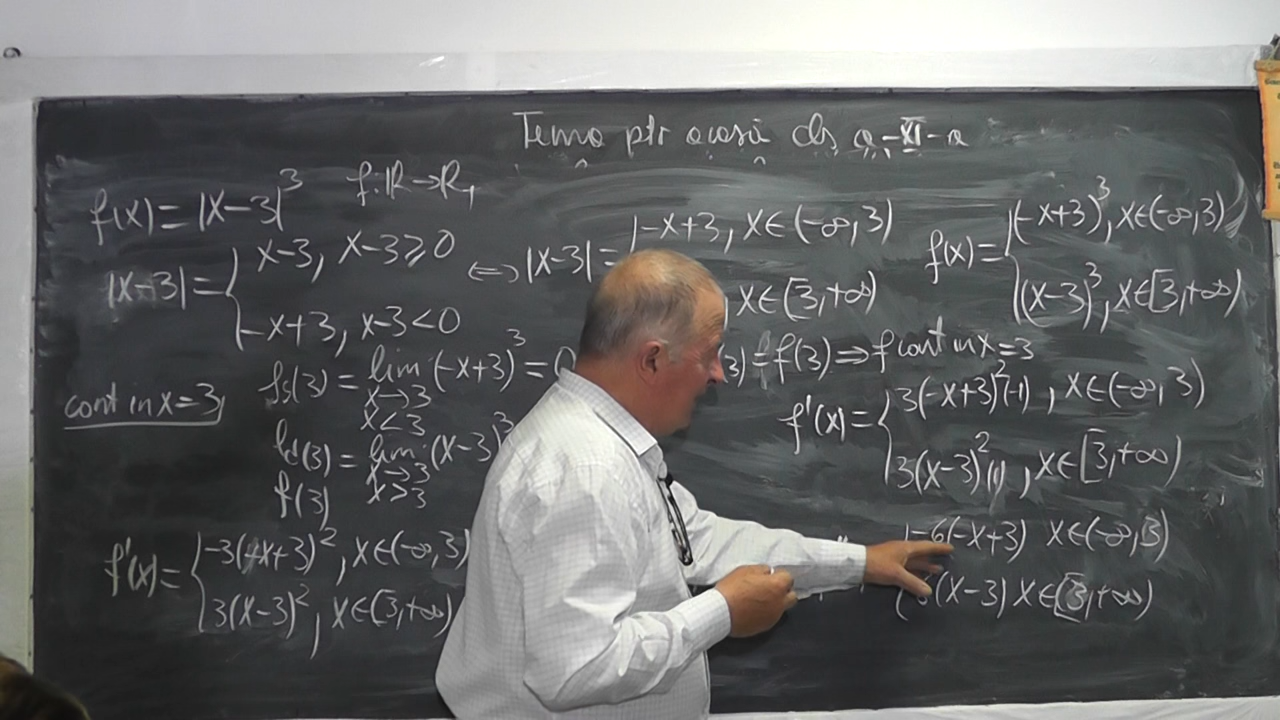 Temă ptr acasă cls a-XI-a
f(x)=|x-3|³ f:ℝ→ℝ,
|x-3|={ x-3, x-3⩾0
-x+3, x-3<0
⇔|x-3|= -x+3, x∈(-∞,3)
x∈[3,+∞)
f(x)={ (-x+3)³, x∈(-∞,3)
(x-3)³, x∈[3,+∞)
cont in x=3,
ls(3)=lim (-x+3)³=0
x→3
x<3
ld(3)=lim (x-3)³
x→3
x>3
f(3)
3)=f(3)⇒f cont in x=3
f'(x)={ 3(-x+3)²(-1), x∈(-∞,3)
3(x-3)²(1), x∈[3,+∞)
f'(x)={ -3(-x+3)², x∈(-∞,3)
3(x-3)², x∈[3,+∞)
-6(-x+3) x∈(-∞,3)
(x-3) x∈[3,+∞)